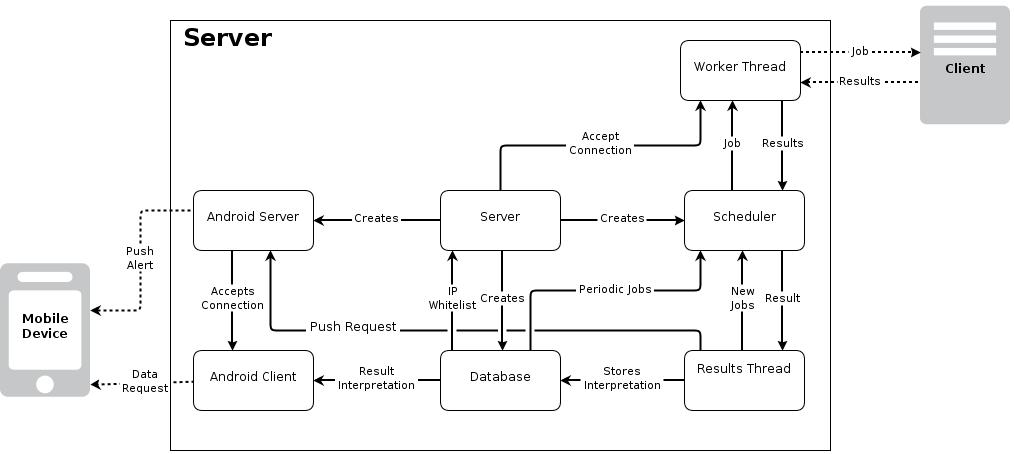 Server
Worker Thread
Job
Client
Results
Accept
Connection
Job
Results
Android Server
Creates
Server
Creates
Scheduler
Push
Alert
Accepts
Connection
IP
Whitelist
Creates
Periodic Jobs
New
Jobs
Result
Mobile
Device
Push Request
Android Client
Result
Interpretation
Database
Stores
Interpretation
Results Thread
Data
Request